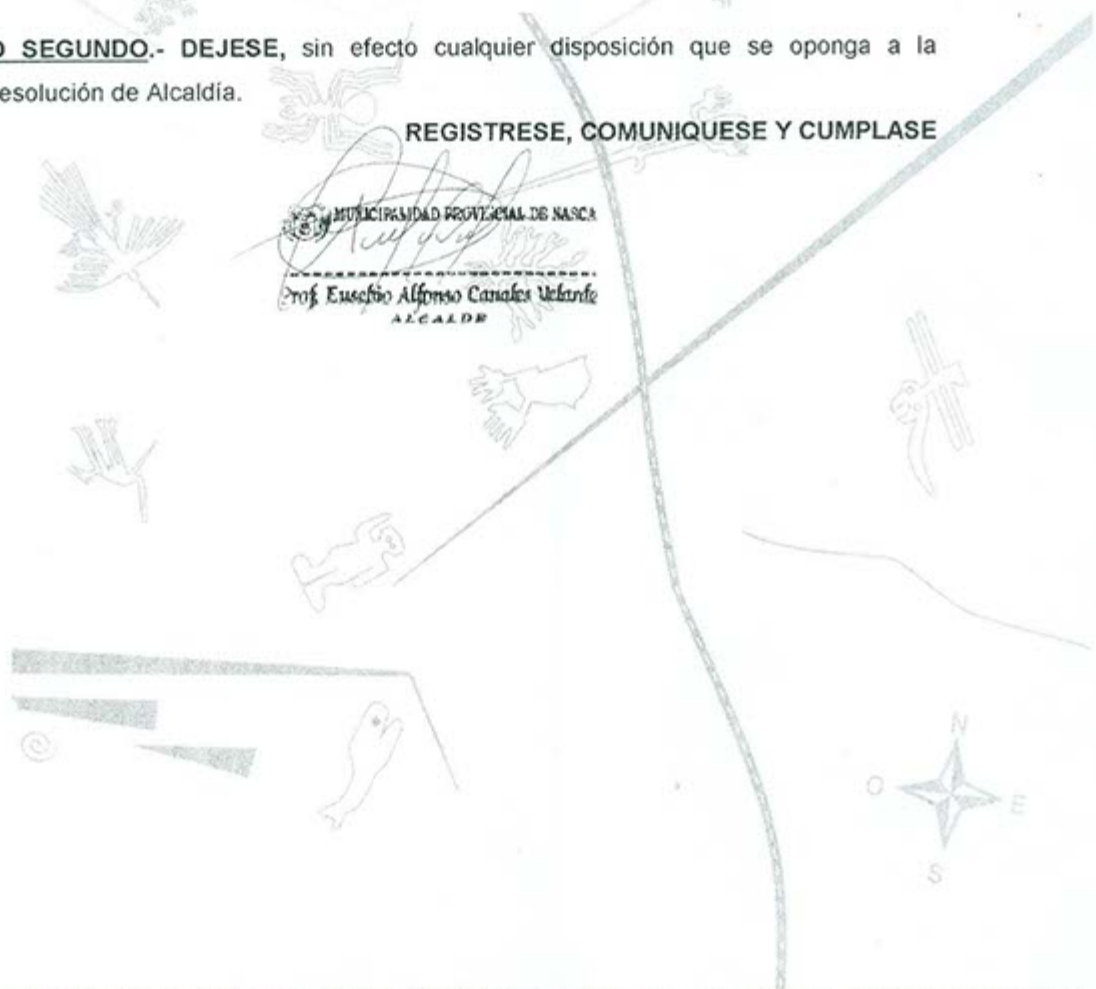 O SEGUNDO.- DEJESE, sin efecto cualquier disposición que se oponga a la
esolución de Alcaldía.
REGISTRESE, COMUNIQUESE Y CUMPLASE
MUNICIPALIDAD PROVINCIAL DE NASCA
Prof. Eusebio Alfonso Canales Velarde
ALCALDE
N
O
E
S